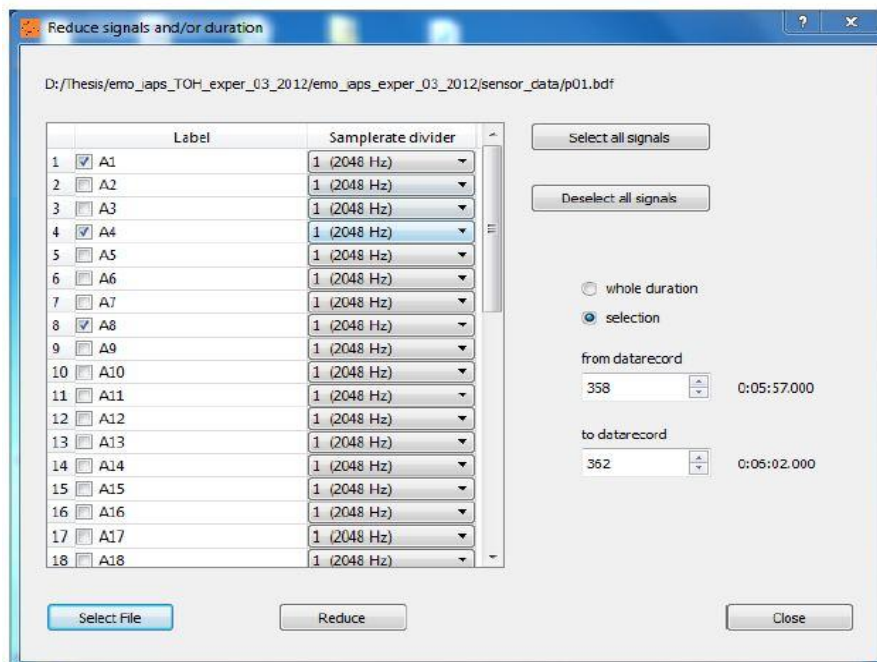 Reduce signals and/or duration
D:/Thesis/emo_iaps_TOH_exper_03_2012/emo_iaps_exper_03_2012/sensor_data/p01.bdf
Label Samplerate divider
1 A1 1 (2048 Hz)
2 A2 1 (2048 Hz)
3 A3 1 (2048 Hz)
4 A4 1 (2048 Hz)
5 A5 1 (2048 Hz)
6 A6 1 (2048 Hz)
7 A7 1 (2048 Hz)
8 A8 1 (2048 Hz)
9 A9 1 (2048 Hz)
10 A10 1 (2048 Hz)
11 A11 1 (2048 Hz)
12 A12 1 (2048 Hz)
13 A13 1 (2048 Hz)
14 A14 1 (2048 Hz)
15 A15 1 (2048 Hz)
16 A16 1 (2048 Hz)
17 A17 1 (2048 Hz)
18 A18 1 (2048 Hz)
Select all signals
Deselect all signals
whole duration
selection
from datarecord
358 0:05:57.000
to datarecord
362 0:06:02.000
Select File Reduce Close